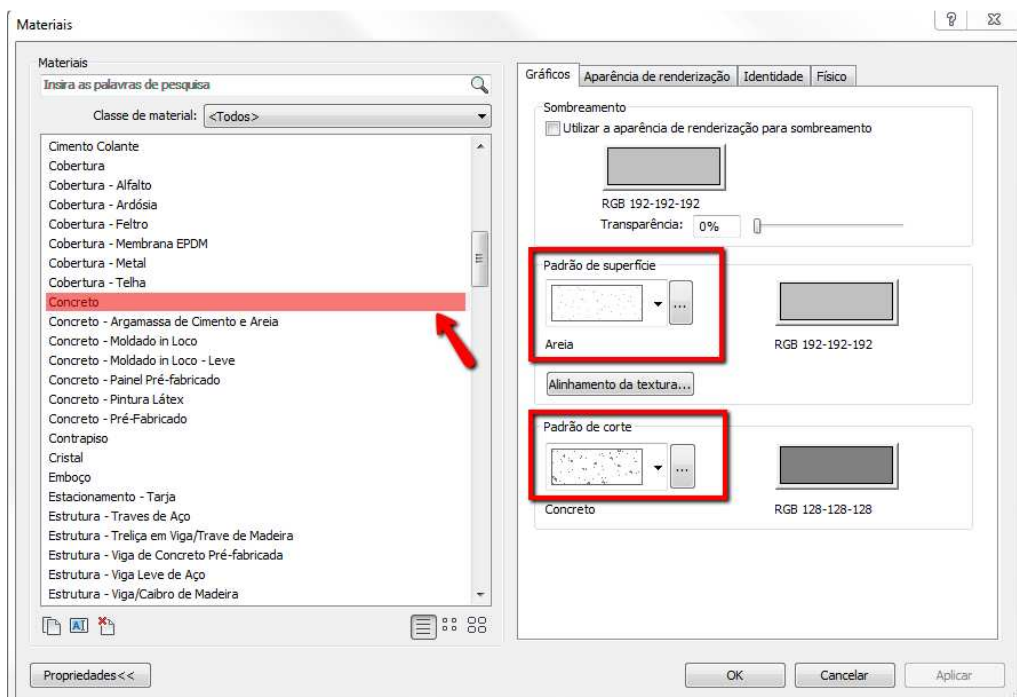 Materiais
Materiais
Insira as palavras de pesquisa
Classe de material: <Todos>
Cimento Colante
Cobertura
Cobertura - Alfalto
Cobertura - Ardósia
Cobertura - Feltro
Cobertura - Membrana EPDM
Cobertura - Metal
Cobertura - Telha
Concreto
Concreto - Argamassa de Cimento e Areia
Concreto - Moldado in Loco
Concreto - Moldado in Loco - Leve
Concreto - Painel Pré-fabricado
Concreto - Pintura Látex
Concreto - Pré-Fabricado
Contrapiso
Cristal
Emboço
Estacionamento - Tarja
Estrutura - Traves de Aço
Estrutura - Treliça em Viga/Trave de Madeira
Estrutura - Viga de Concreto Pré-fabricada
Estrutura - Viga Leve de Aço
Estrutura - Viga/Caibro de Madeira
AI
Propriedades<<
Gráficos Aparência de renderização Identidade Físico
Sombreamento
Utilizar a aparência de renderização para sombreamento
RGB 192-192-192
Transparência: 0%
Padrão de superfície
...
Areia RGB 192-192-192
Alinhamento da textura...
Padrão de corte
...
Concreto RGB 128-128-128
OK Cancelar Aplicar